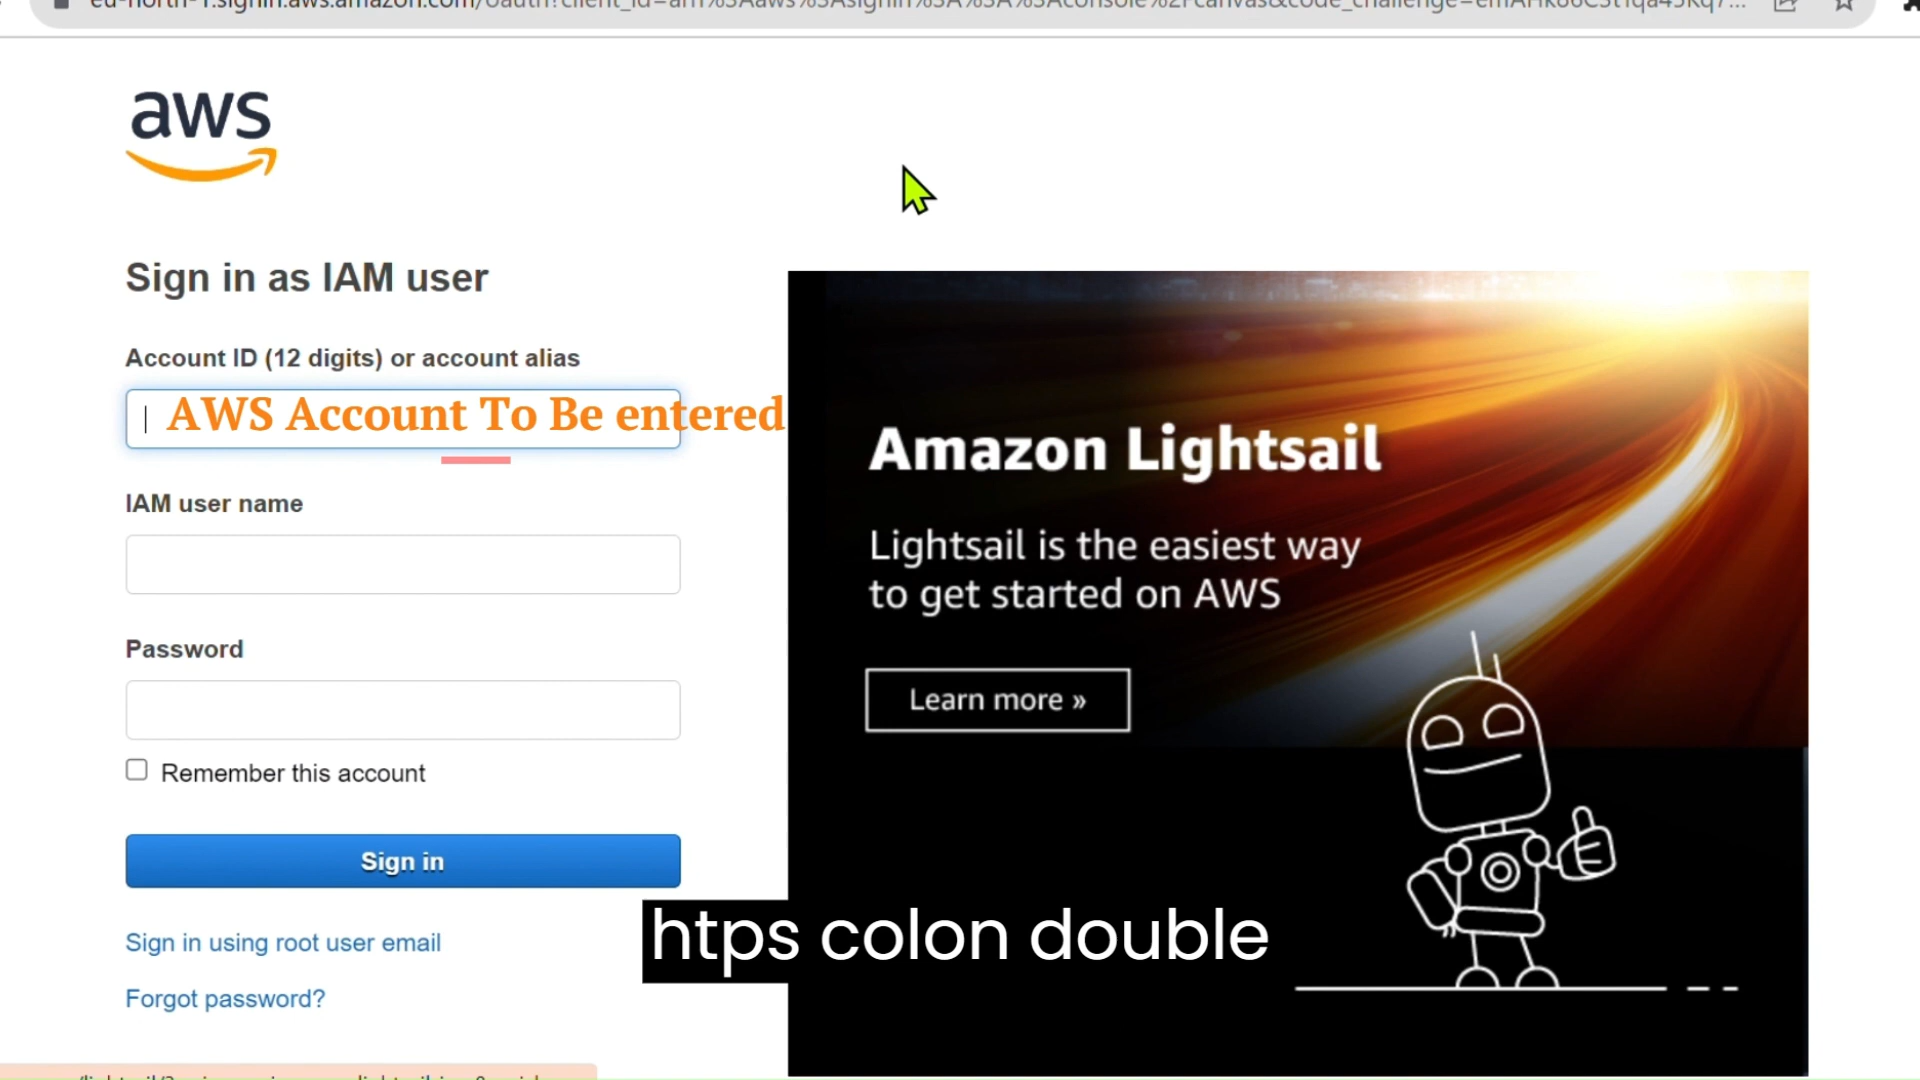 aws
Sign in as IAM user
Account ID (12 digits) or account alias
AWS Account To Be entered
IAM user name
Password
Remember this account
Sign in
Sign in using root user email
Forgot password?
Amazon Lightsail
Lightsail is the easiest way
to get started on AWS
Learn more »
htps colon double